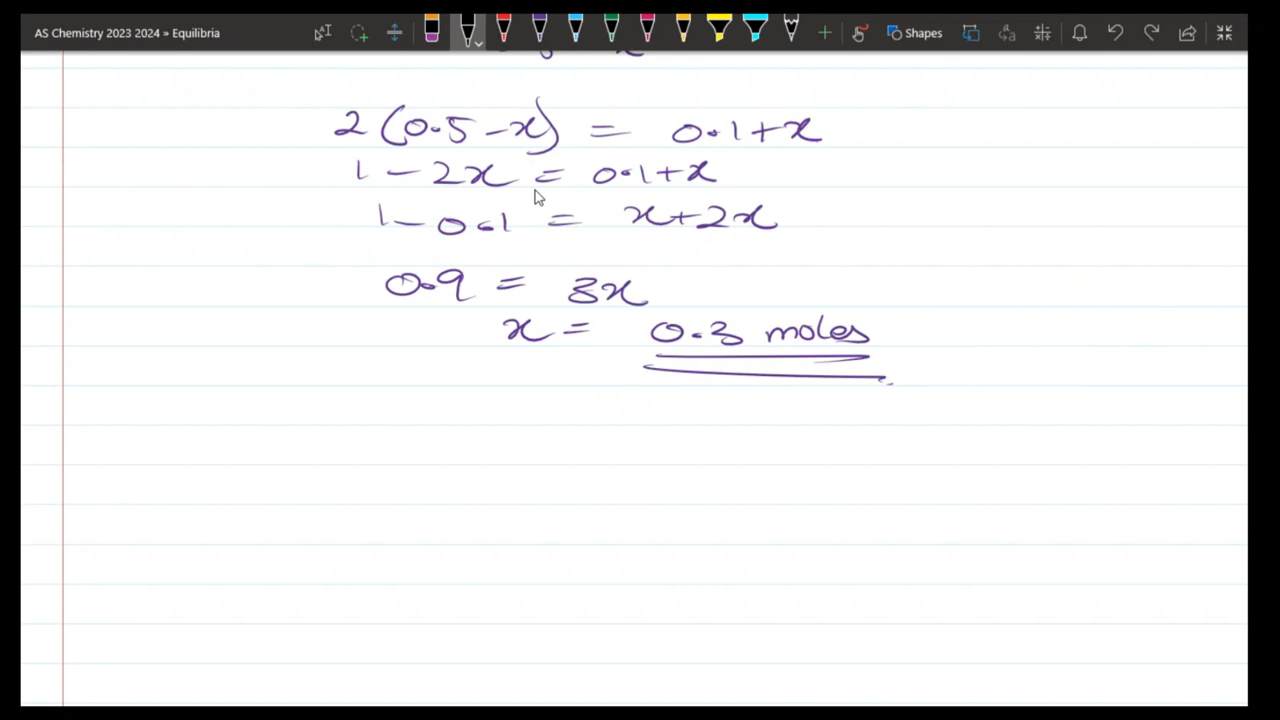 AS Chemistry 2023 2024 » Equilibria
Shapes
2(0.5-x) = 0.1+x
1-2x = 0.1+x
1-0.1 = x+2x
0.9 = 3x
x = 0.3 moles